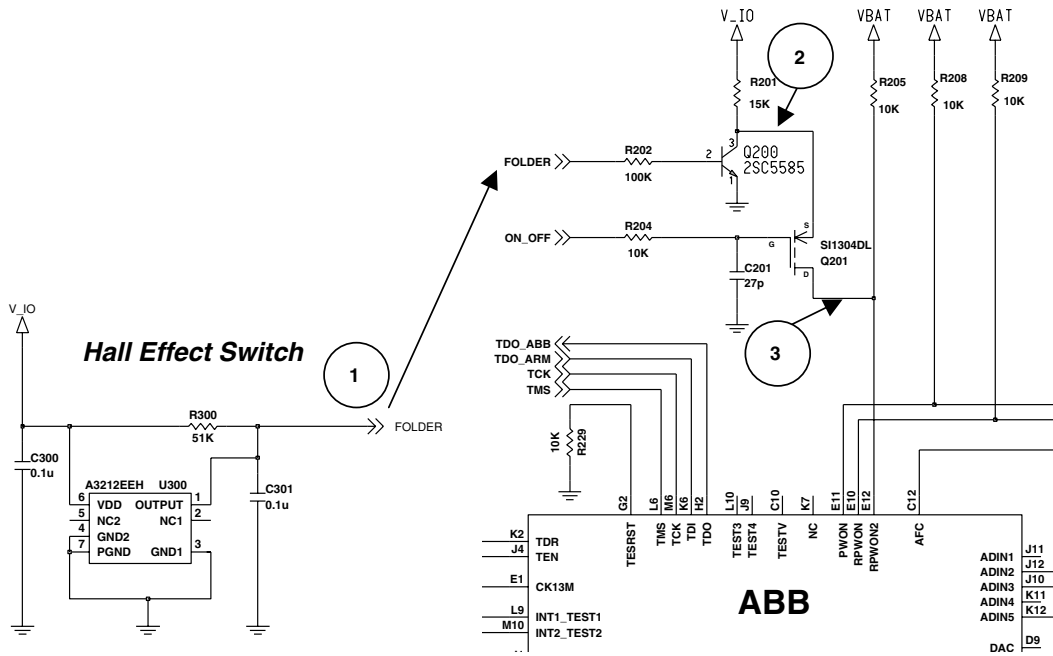 V_IO
VBAT
VBAT
VBAT
2
R201
15K
R205
10K
R208
10K
R209
10K
3
R202
100K
FOLDER
2
Q200
2SC5585
1
ON_OFF
R204
10K
S
G
D
SI1304DL
Q201
C201
27p
3
V_IO
Hall Effect Switch
1
TDO_ABB
TDO_ARM
TCK
TMS
R300
51K
FOLDER
10K
R229
C300
0.1u
A3212EEH
U300
C301
0.1u
6
VDD
OUTPUT
1
5
NC2
NC1
2
4
GND2
7
PGND
GND1
3
G2
L6
M6
K6
H2
L10
J9
C10
K7
E11
E10
E12
C12
TESRST
TMS
TCK
TDI
TDO
TEST3
TEST4
TESTV
NC
PWON
RPWON
RPWON2
AFC
K2
TDR
J4
TEN
E1
CK13M
L9
INT1_TEST1
M10
INT2_TEST2
ABB
ADIN1
J11
ADIN2
J12
ADIN3
J10
ADIN4
K11
ADIN5
K12
DAC
D9